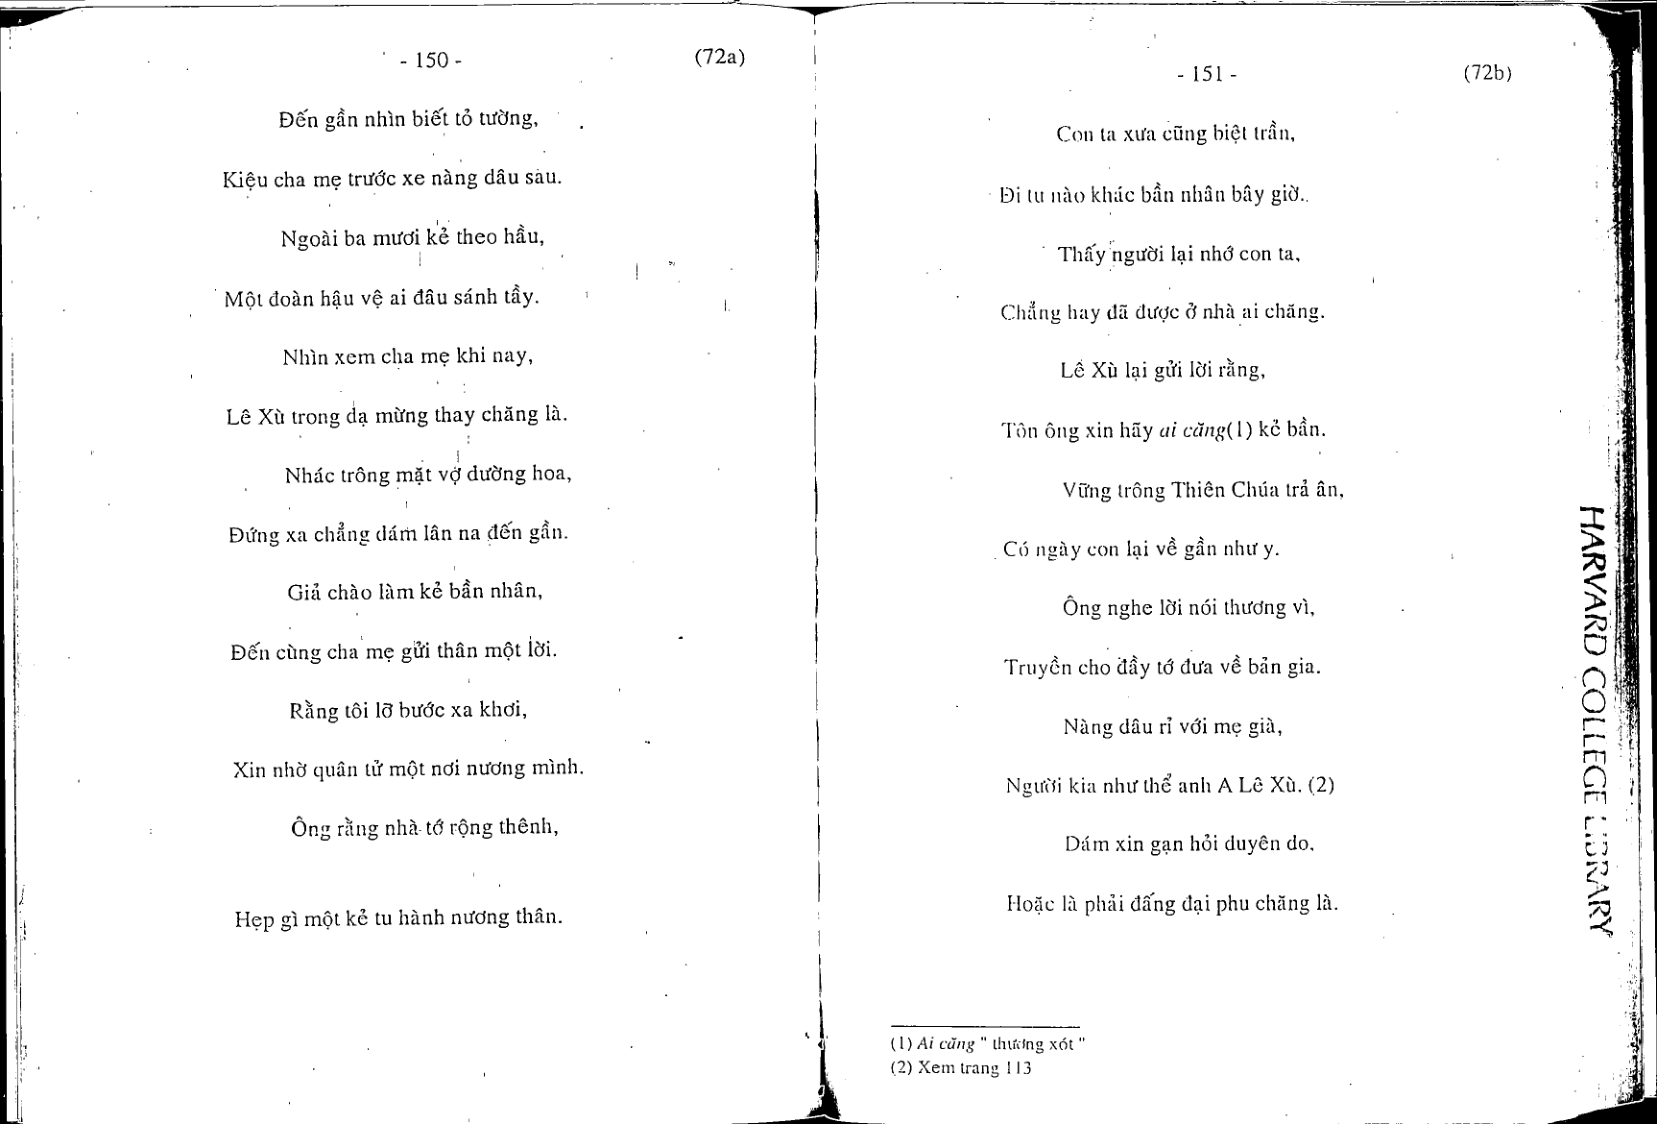 - 150 -
(72a)
Đến gần nhìn biết tỏ tường,
Kiệu cha mẹ trước xe nàng dâu sau.
Ngoài ba mươi kẻ theo hầu,
Một đoàn hậu vệ ai đâu sánh tầy.
Nhìn xem cha mẹ khi nay,
Lê Xù trong dạ mừng thay chăng là.
Nhác trông mặt vợ dường hoa,
Đứng xa chẳng dám lân na đến gần.
Giả chào làm kẻ bần nhân,
Đến cùng cha mẹ gửi thân một lời.
Rằng tôi lỡ bước xa khơi,
Xin nhờ quân tử một nơi nương mình.
Ông rằng nhà tớ rộng thênh,
Hẹp gì một kẻ tu hành nương thân.
- 151 -
(72b)
Con ta xưa cũng biệt trần,
Đi tu nào khác bần nhân bây giờ.
Thấy người lại nhớ con ta,
Chẳng hay đã được ở nhà ai chăng.
Lê Xù lại gửi lời rằng,
Tôn ông xin hãy ai căng(1) kẻ bần.
Vững trông Thiên Chúa trả ân,
Có ngày con lại về gần như y.
Ông nghe lời nói thương vì,
Truyền cho đầy tớ đưa về bản gia.
Nàng dâu rỉ với mẹ già,
Người kia như thể anh A Lê Xù. (2)
Dám xin gạn hỏi duyên do,
Hoặc là phải đấng đại phu chăng là.
(1) Ai căng " thương xót "
(2) Xem trang 113
HARVARD COLLEGE LIBRARY